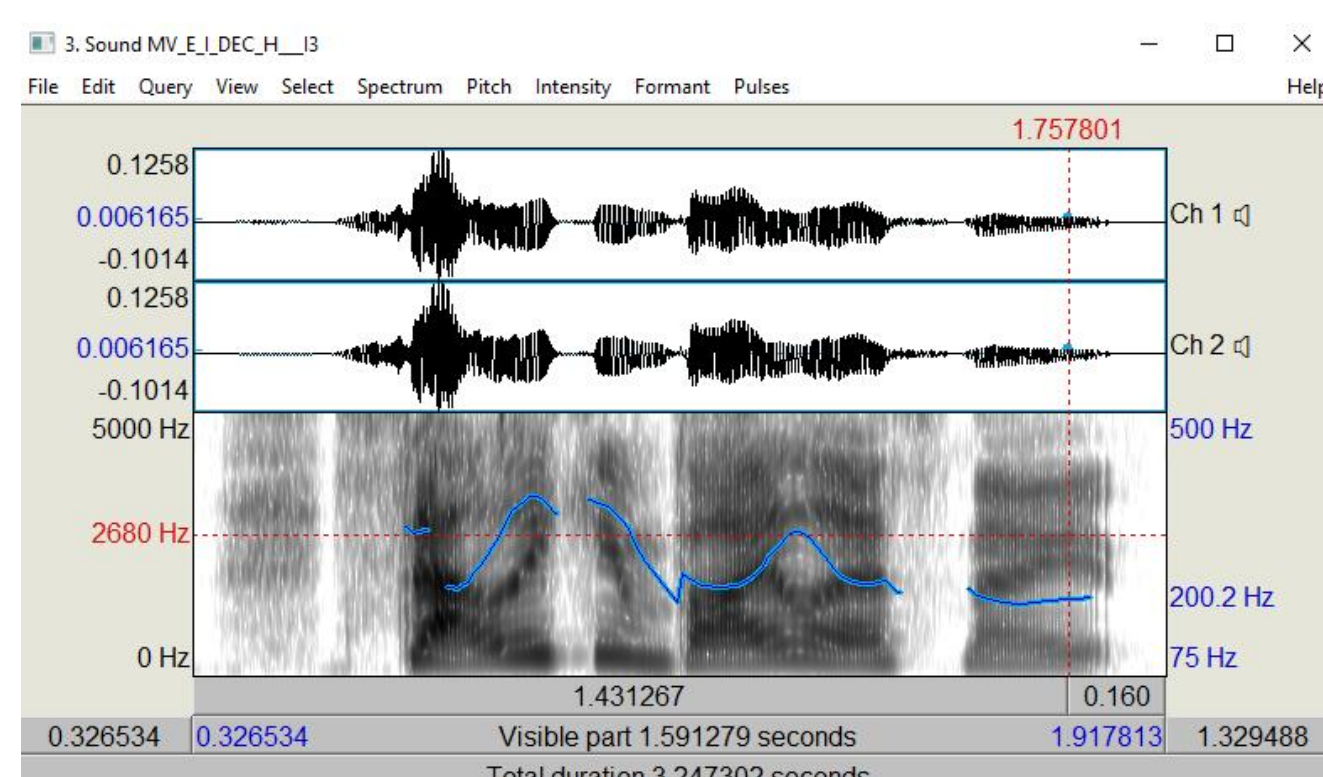 3. Sound MV_E_I_DEC_H__I3
File Edit Query View Select Spectrum Pitch Intensity Formant Pulses Help
1.757801
0.1258
0.006165
-0.1014
Ch 1
0.1258
0.006165
-0.1014
Ch 2
5000 Hz
500 Hz
2680 Hz
200.2 Hz
0 Hz
75 Hz
1.431267 0.160
0.326534 0.326534 Visible part 1.591279 seconds 1.917813 1.329488
Total duration 3.247302 seconds